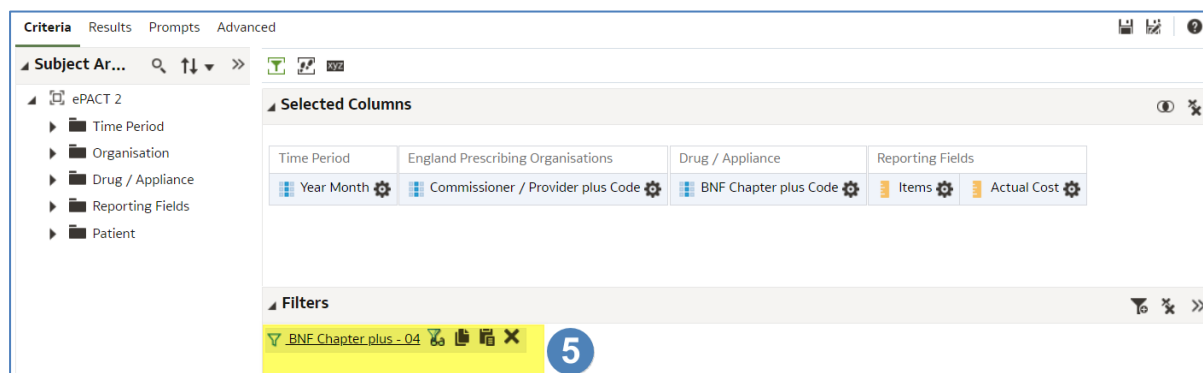 Criteria Results Prompts Advanced
Subject Ar...
ePACT 2
Time Period
Organisation
Drug / Appliance
Reporting Fields
Patient
xyz
Selected Columns
Time Period England Prescribing Organisations Drug / Appliance Reporting Fields
Year Month Commissioner / Provider plus Code BNF Chapter plus Code Items Actual Cost
Filters
BNF Chapter plus - 04
5